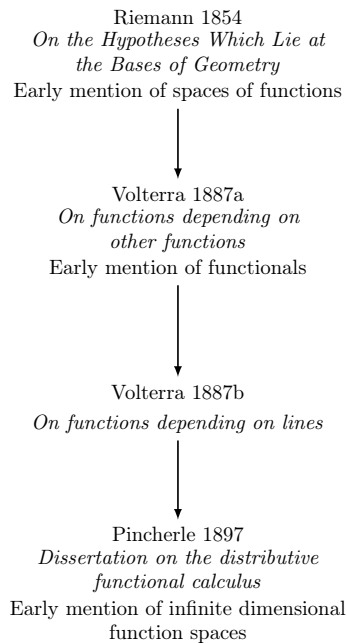 Riemann 1854
On the Hypotheses Which Lie at
the Bases of Geometry
Early mention of spaces of functions
Volterra 1887a
On functions depending on
other functions
Early mention of functionals
Volterra 1887b
On functions depending on lines
Pincherle 1897
Dissertation on the distributive
functional calculus
Early mention of infinite dimensional
function spaces